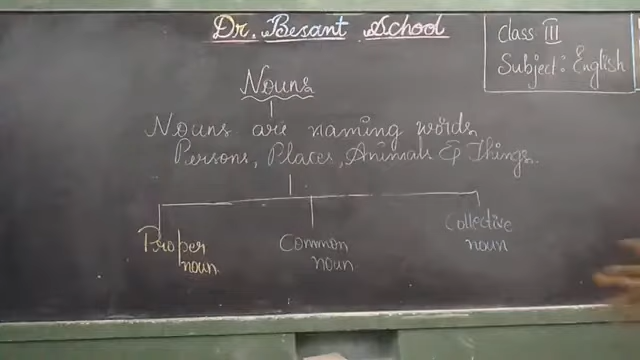 Dr. Besant School
Class III
Subject: English
Nouns
Nouns are naming words
Persons, Places, Animals & Things.
Proper noun
Common noun
Collective noun